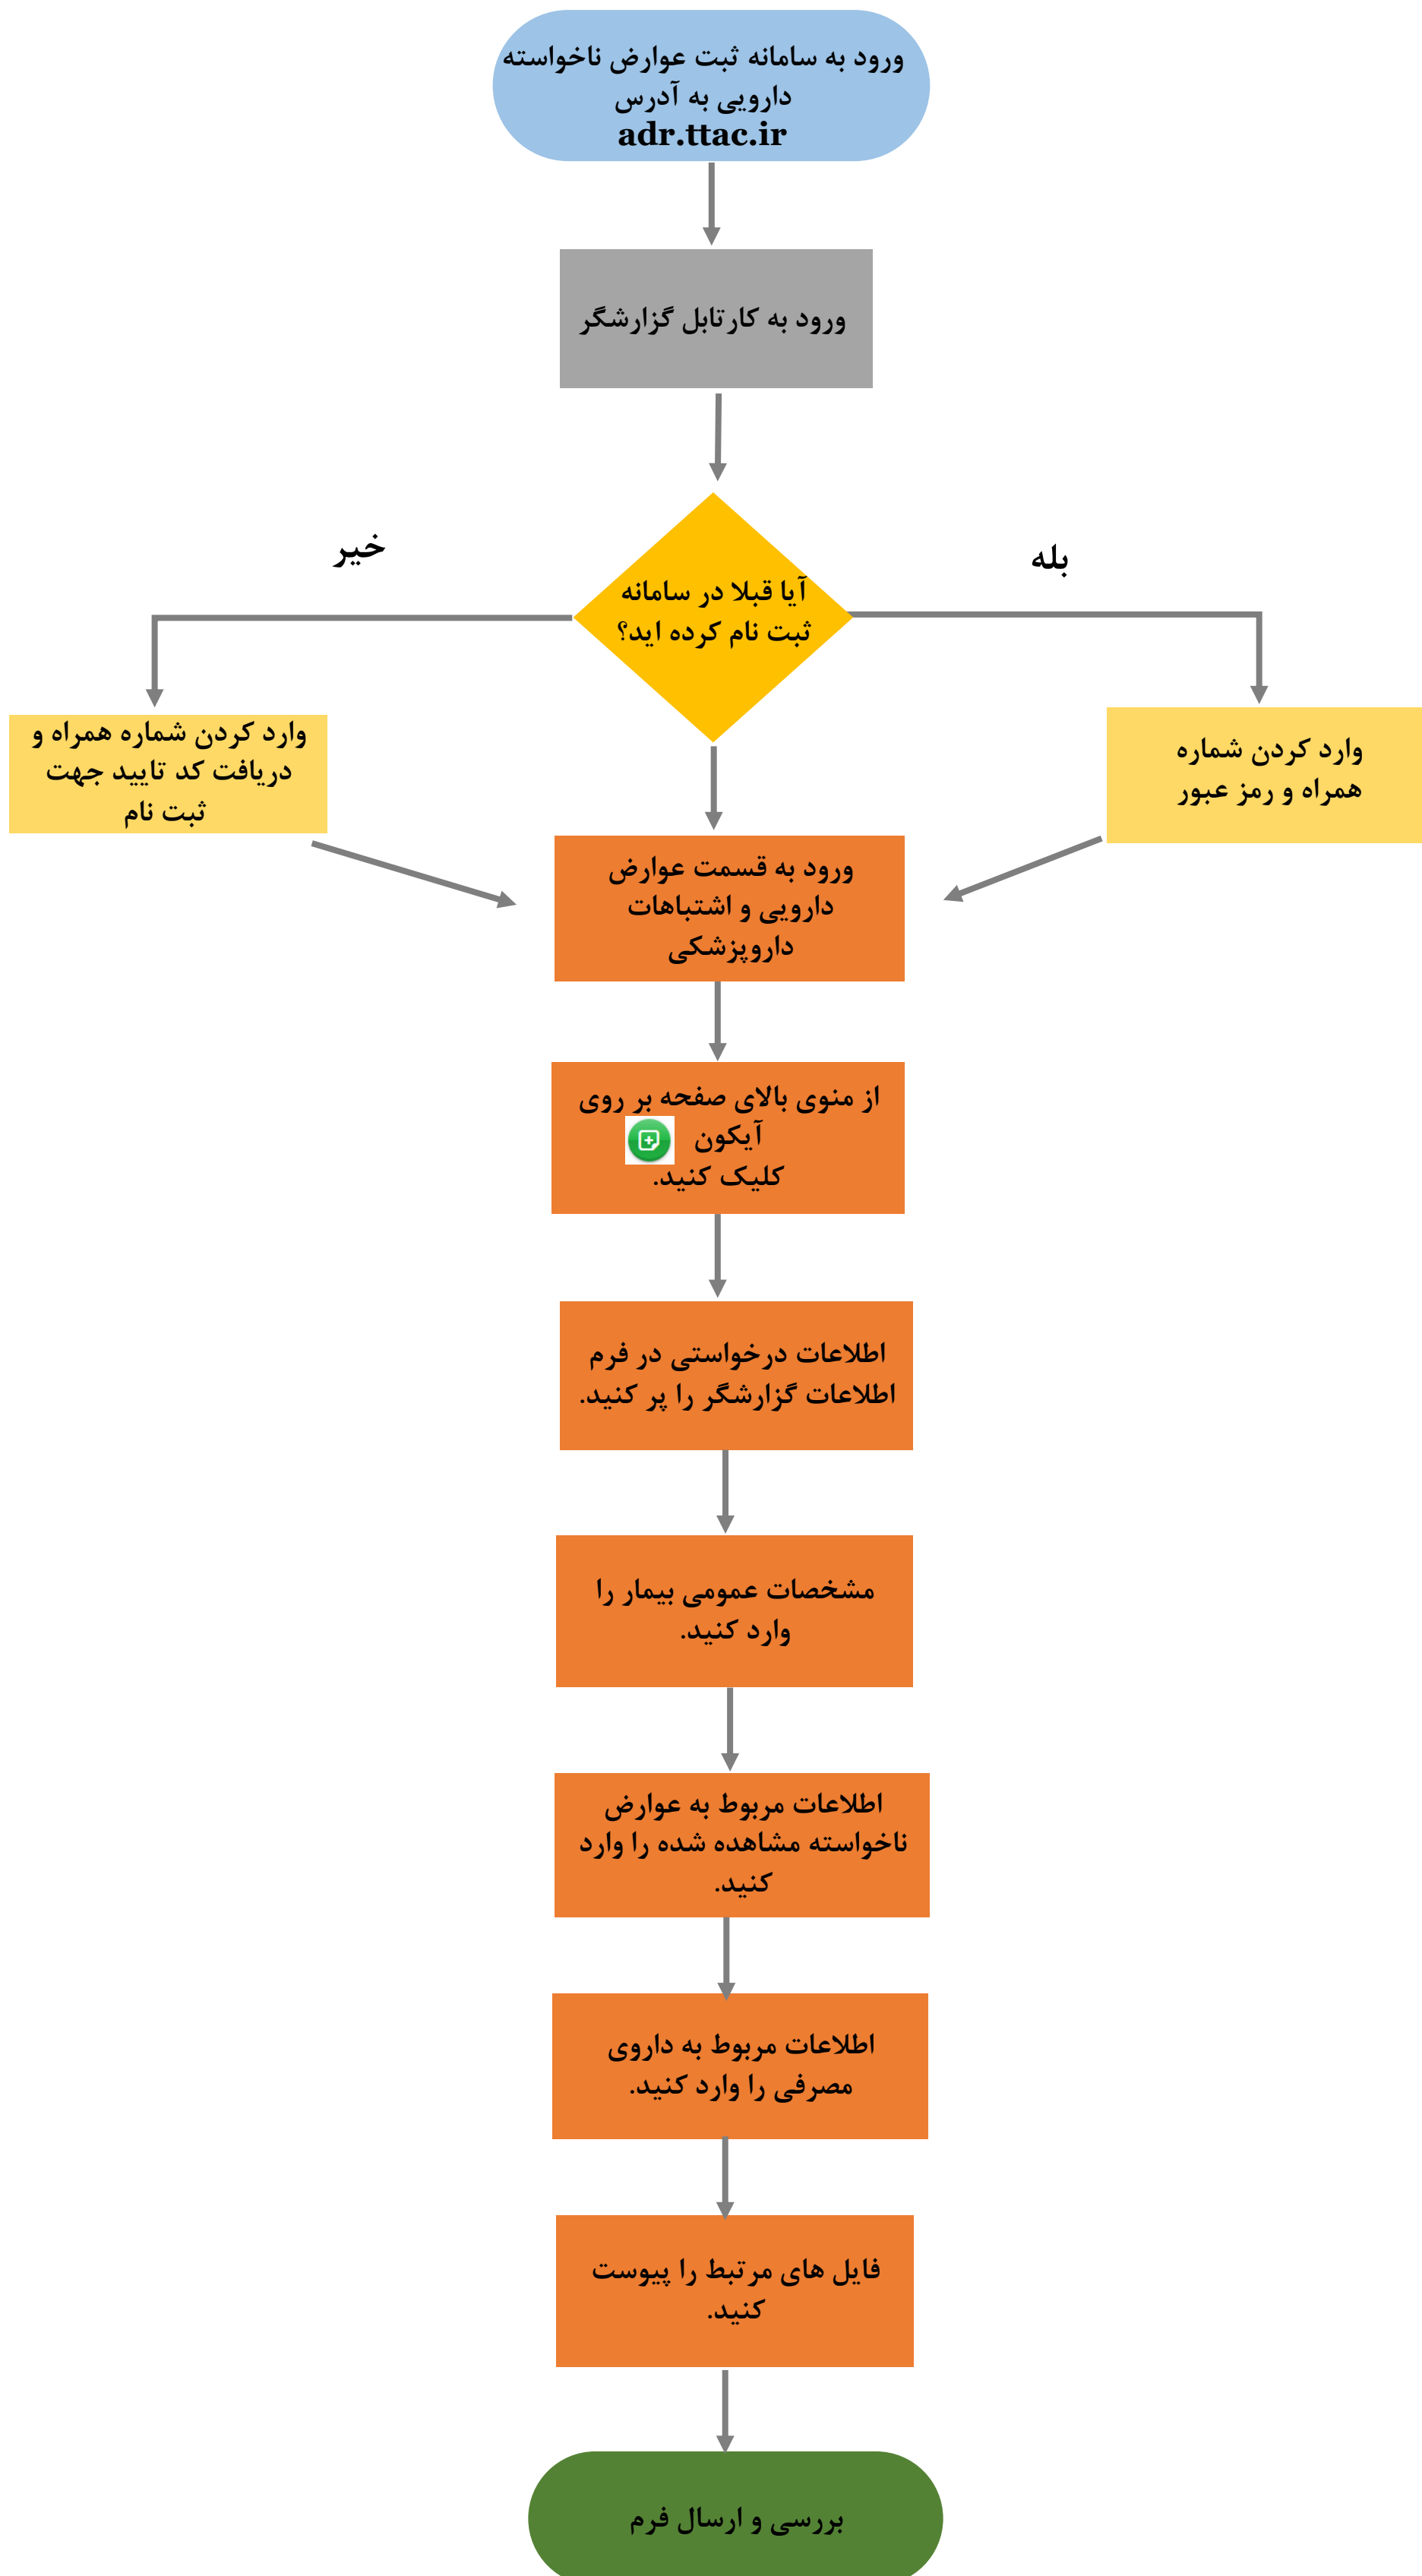 ورود به سامانه ثبت عوارض ناخواسته
دارویی به آدرس
adr.ttac.ir
ورود به کارتابل گزارشگر
آیا قبلا در سامانه
ثبت نام کرده اید؟
بله
خیر
وارد کردن شماره
همراه و رمز عبور
وارد کردن شماره همراه و
دریافت کد تایید جهت
ثبت نام
ورود به قسمت عوارض
دارویی و اشتباهات
داروپزشکی
از منوی بالای صفحه بر روی
آیکون
کلیک کنید.
اطلاعات درخواستی در فرم
اطلاعات گزارشگر را پر کنید.
مشخصات عمومی بیمار را
وارد کنید.
اطلاعات مربوط به عوارض
ناخواسته مشاهده شده را وارد
کنید.
اطلاعات مربوط به داروی
مصرفی را وارد کنید.
فایل های مرتبط را پیوست
کنید.
بررسی و ارسال فرم